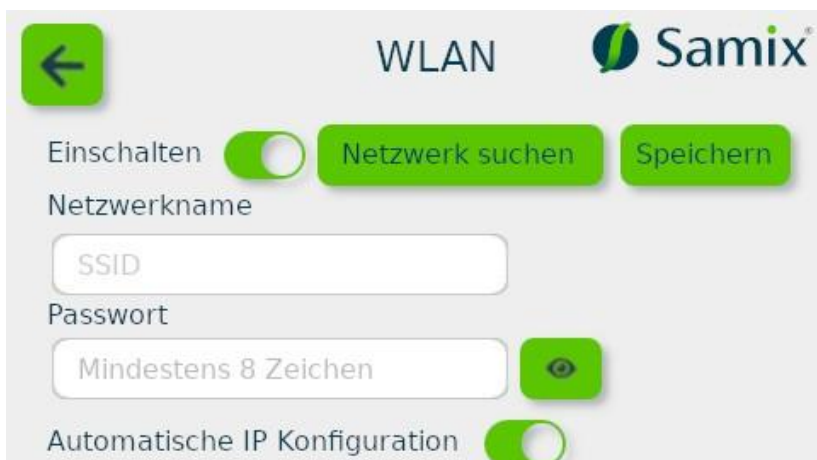 WLAN
Samix
Einschalten
Netzwerk suchen
Speichern
Netzwerkname
SSID
Passwort
Mindestens 8 Zeichen
Automatische IP Konfiguration